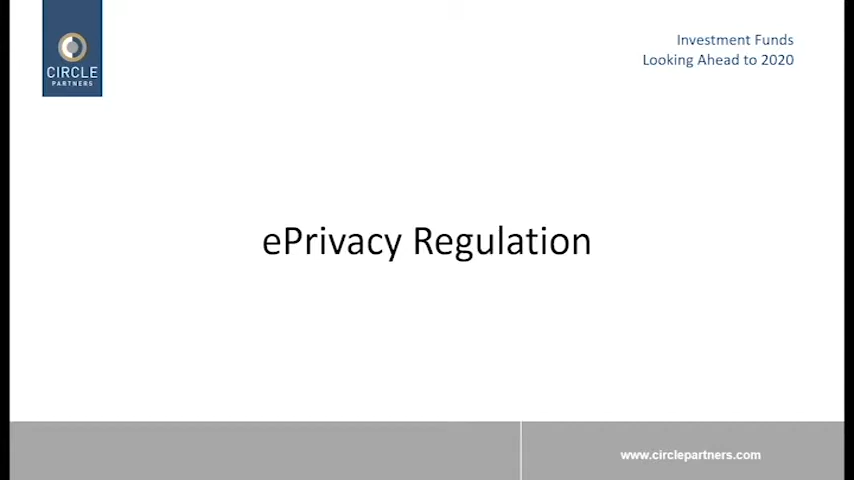 CIRCLE
PARTNERS
Investment Funds
Looking Ahead to 2020
ePrivacy Regulation
www.circlepartners.com